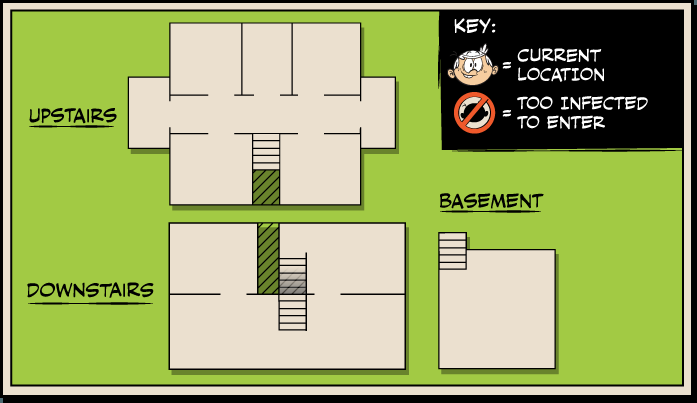 KEY:
= CURRENT
LOCATION
= TOO INFECTED
TO ENTER
UPSTAIRS
BASEMENT
DOWNSTAIRS